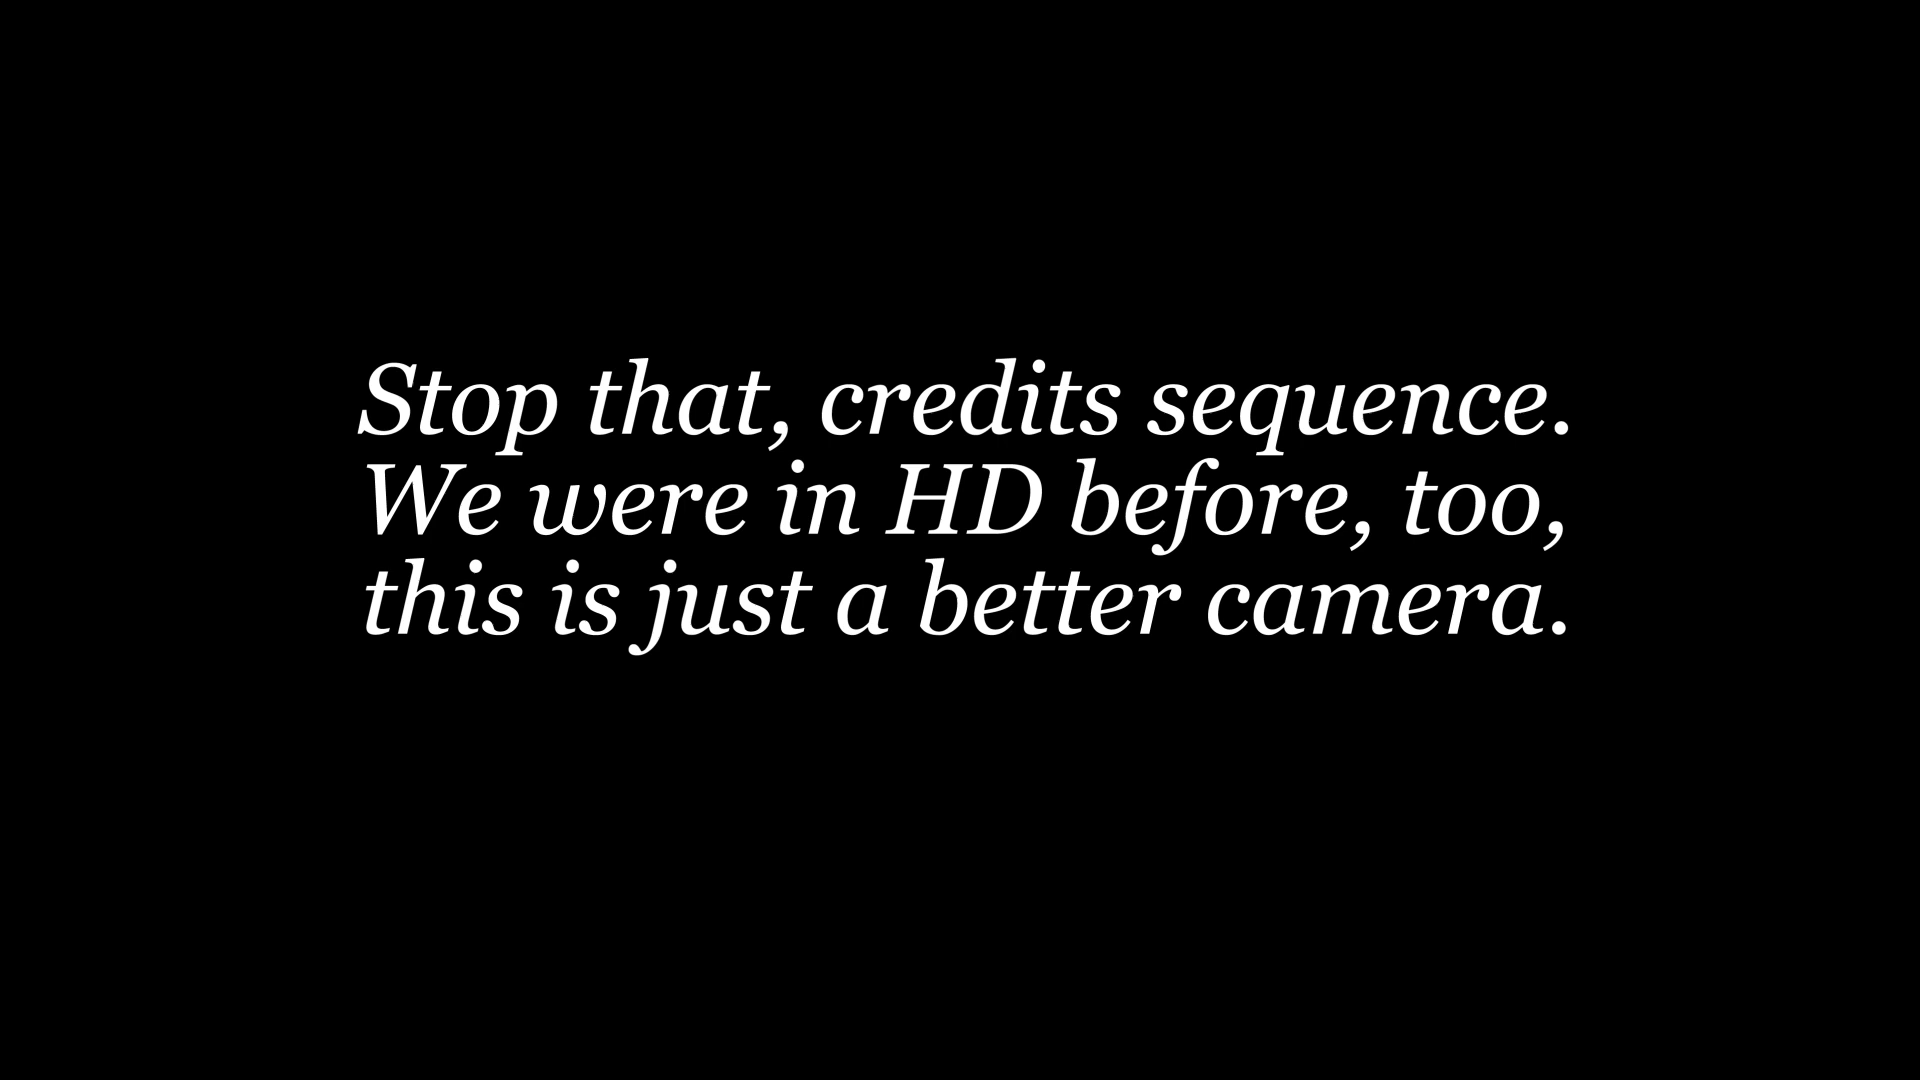 Stop that, credits sequence.
We were in HD before, too,
this is just a better camera.